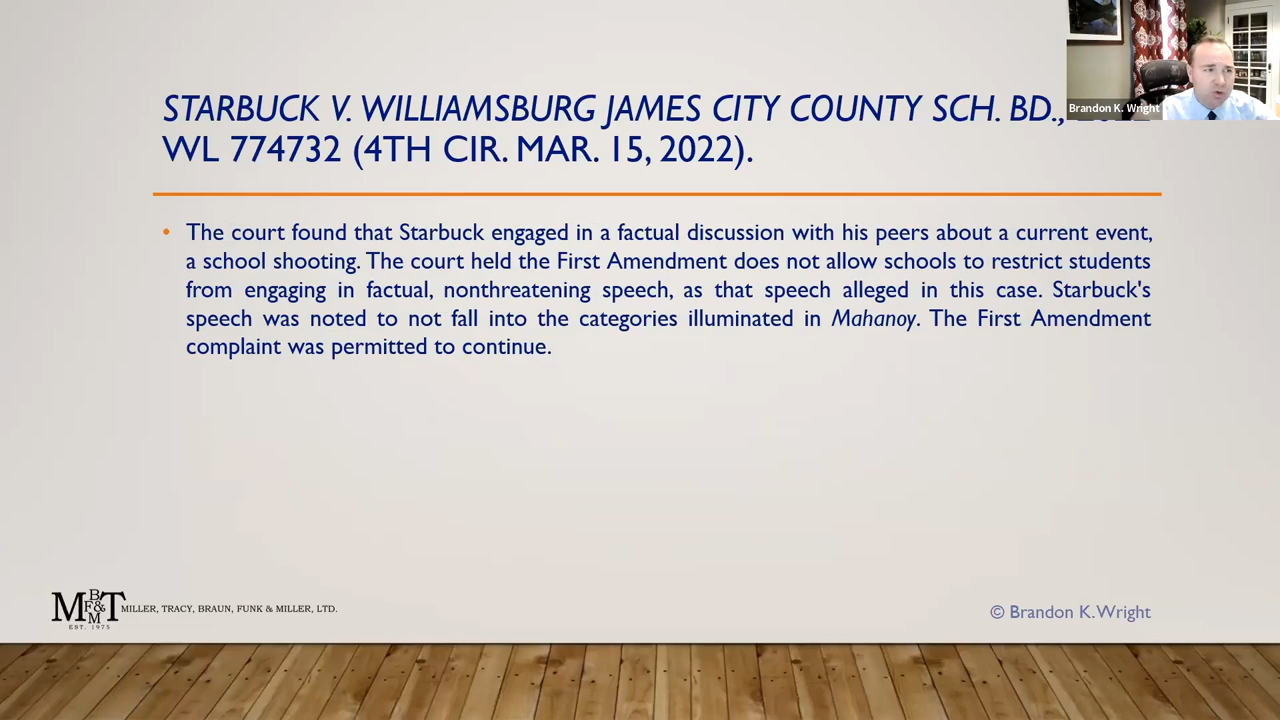 STARBUCK V. WILLIAMSBURG JAMES CITY COUNTY SCH. BD.,
WL 774732 (4TH CIR. MAR. 15, 2022).
Brandon K. Wright
• The court found that Starbuck engaged in a factual discussion with his peers about a current event,
a school shooting. The court held the First Amendment does not allow schools to restrict students
from engaging in factual, nonthreatening speech, as that speech alleged in this case. Starbuck's
speech was noted to not fall into the categories illuminated in Mahanoy. The First Amendment
complaint was permitted to continue.
MBF&MT
EST. 1975
MILLER, TRACY, BRAUN, FUNK & MILLER, LTD.
© Brandon K. Wright